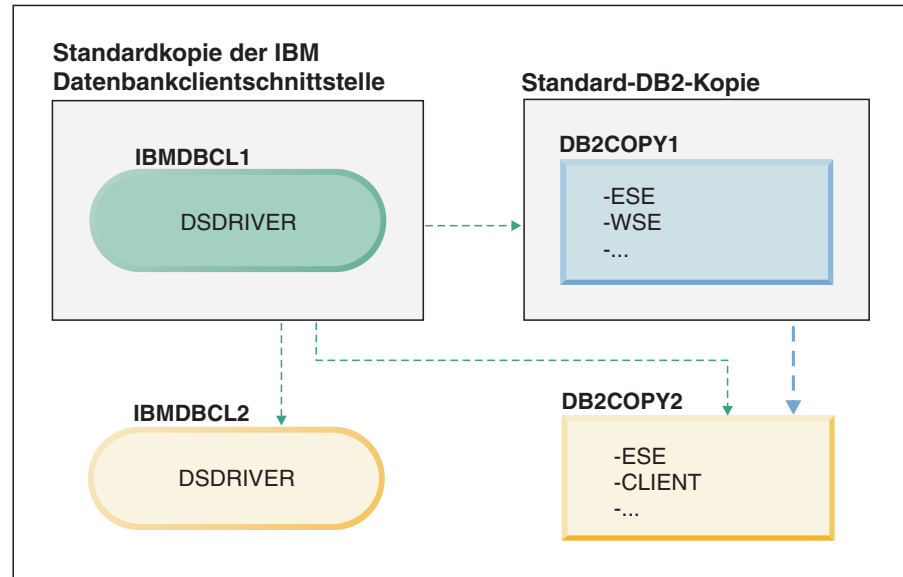 Standardkopie der IBM
Datenbankclientschnittstelle
IBMDBCL1
DSDRIVER
Standard-DB2-Kopie
DB2COPY1
-ESE
-WSE
-...
IBMDBCL2
DSDRIVER
DB2COPY2
-ESE
-CLIENT
-...